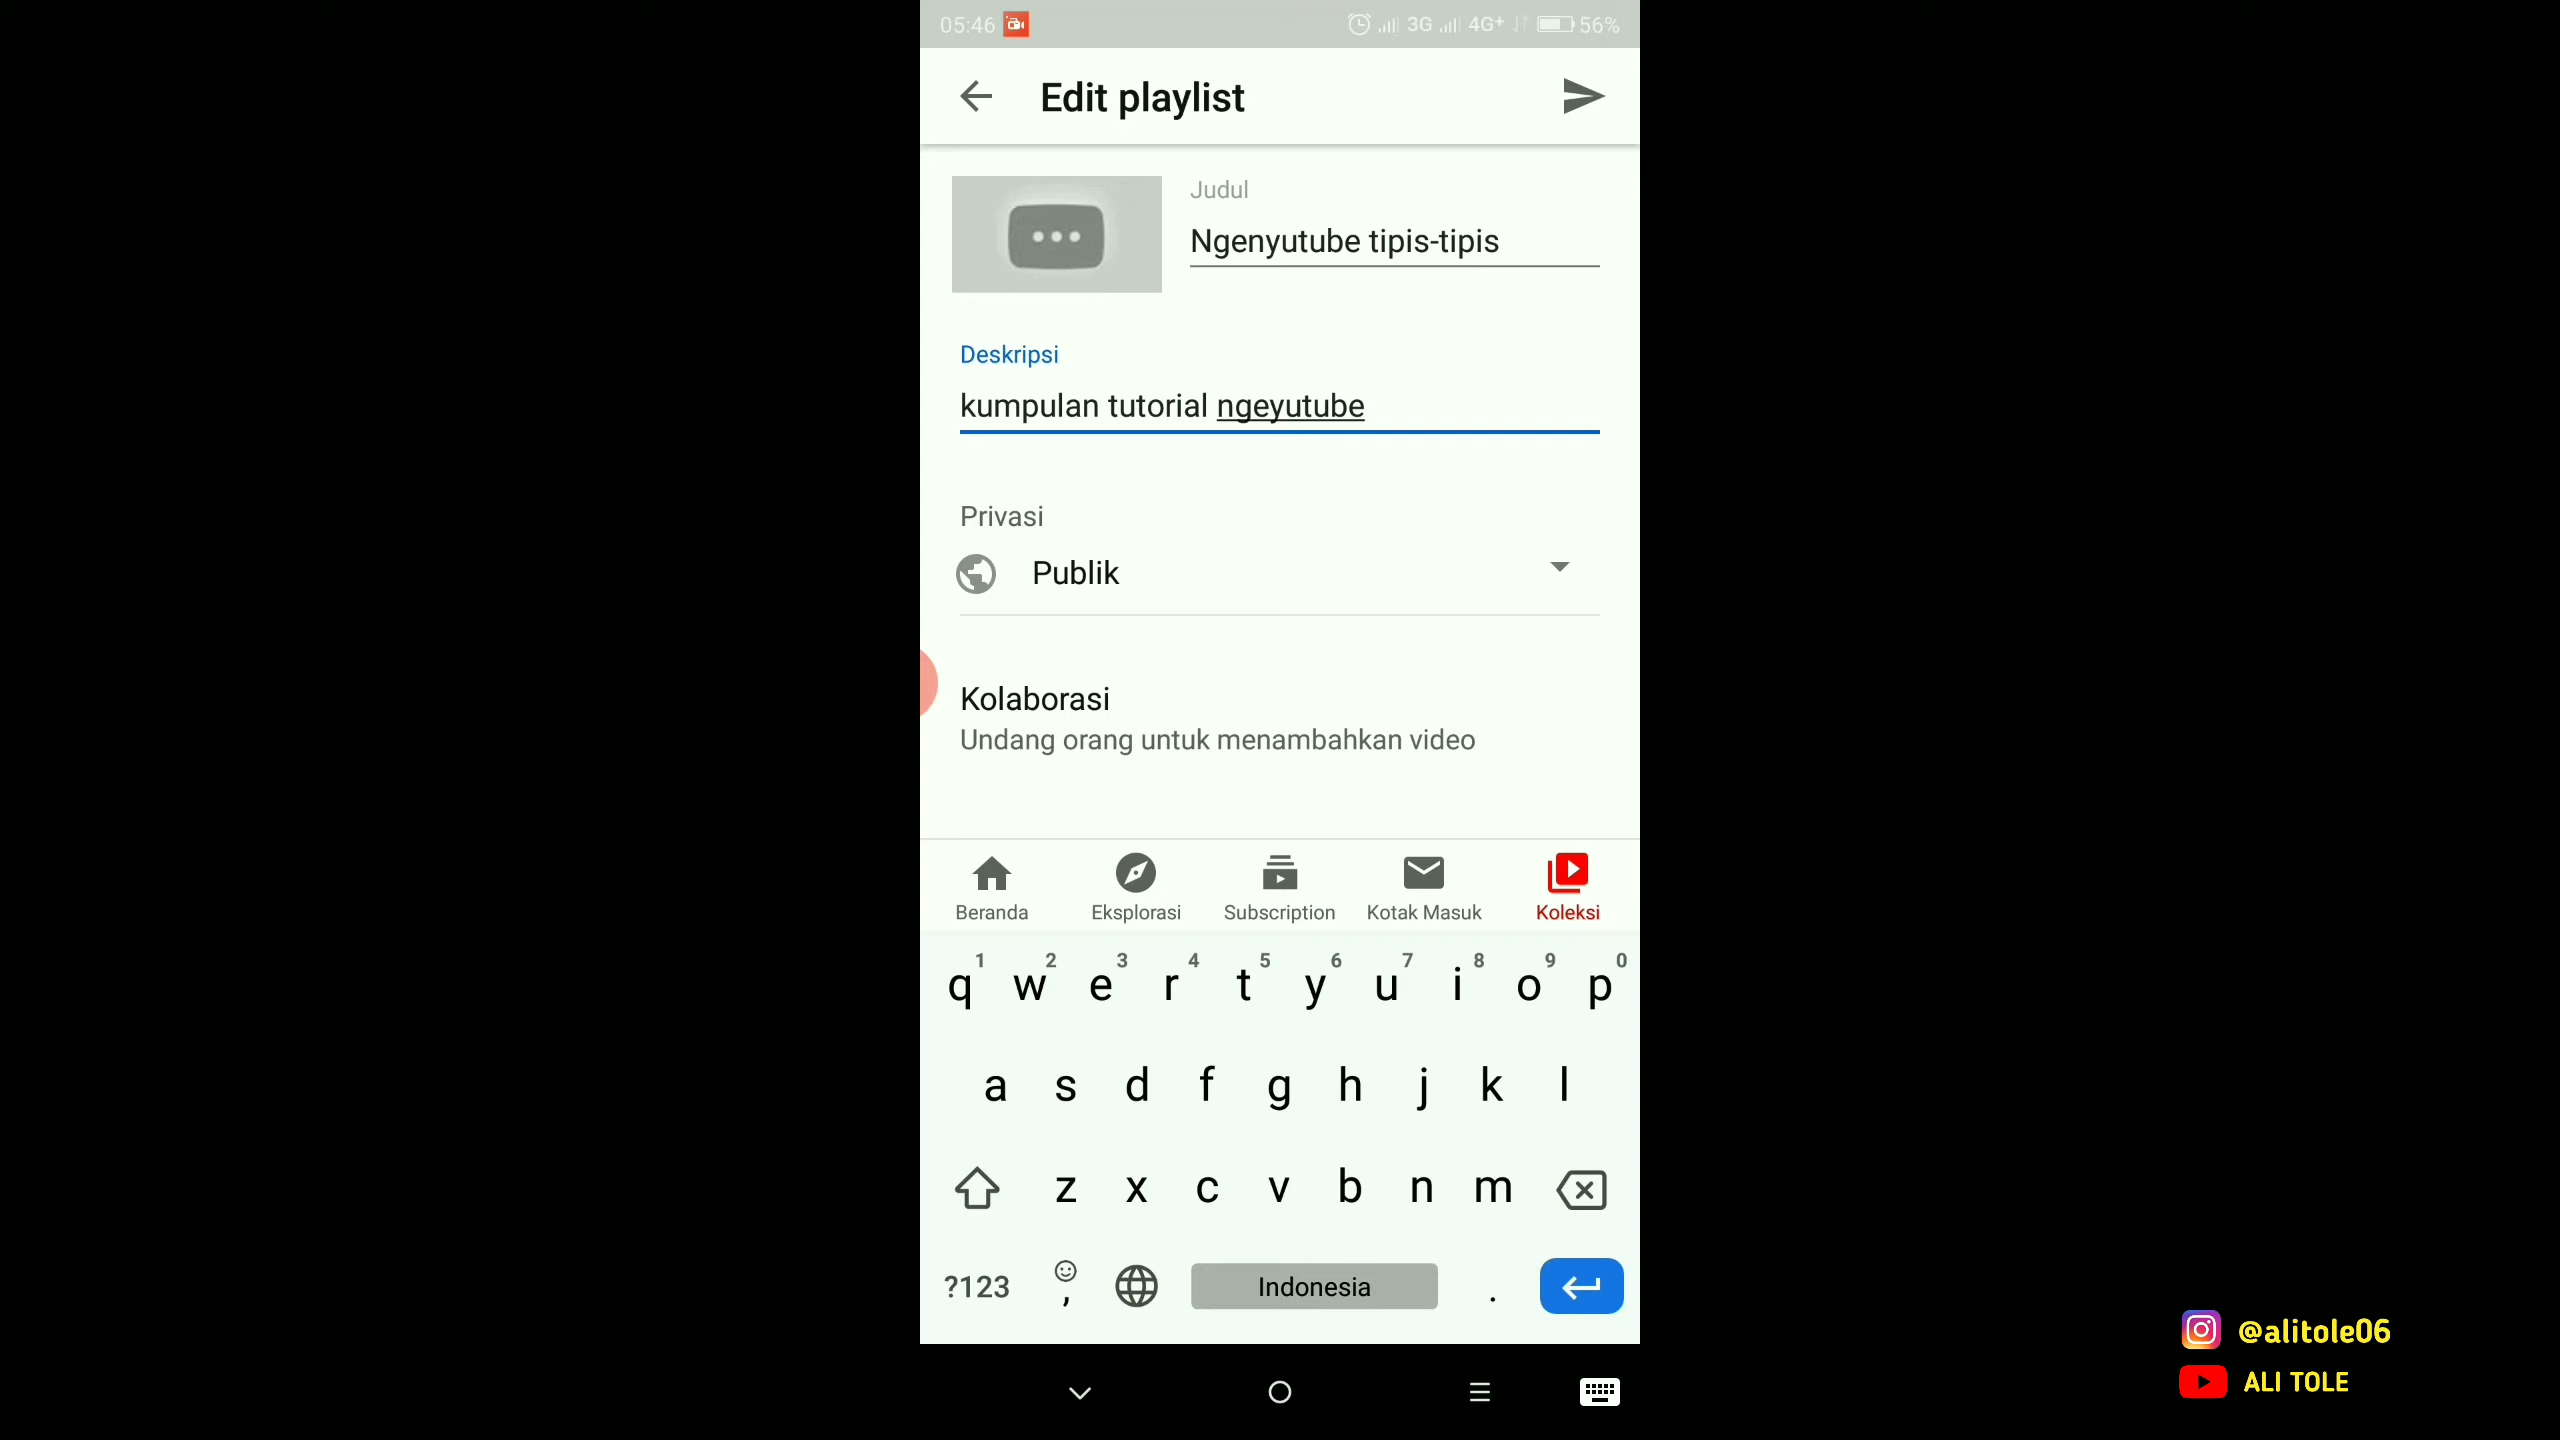 05:46 3G 4G+ 56%
Edit playlist
Judul
Ngenyutube tipis-tipis
Deskripsi
kumpulan tutorial ngeyutube
Privasi
Publik
Kolaborasi
Undang orang untuk menambahkan video
Beranda Eksplorasi Subscription Kotak Masuk Koleksi
1 2 3 4 5 6 7 8 9 0
q w e r t y u i o p
a s d f g h j k l
z x c v b n m
?123 , Indonesia .
@alitole06
ALI TOLE